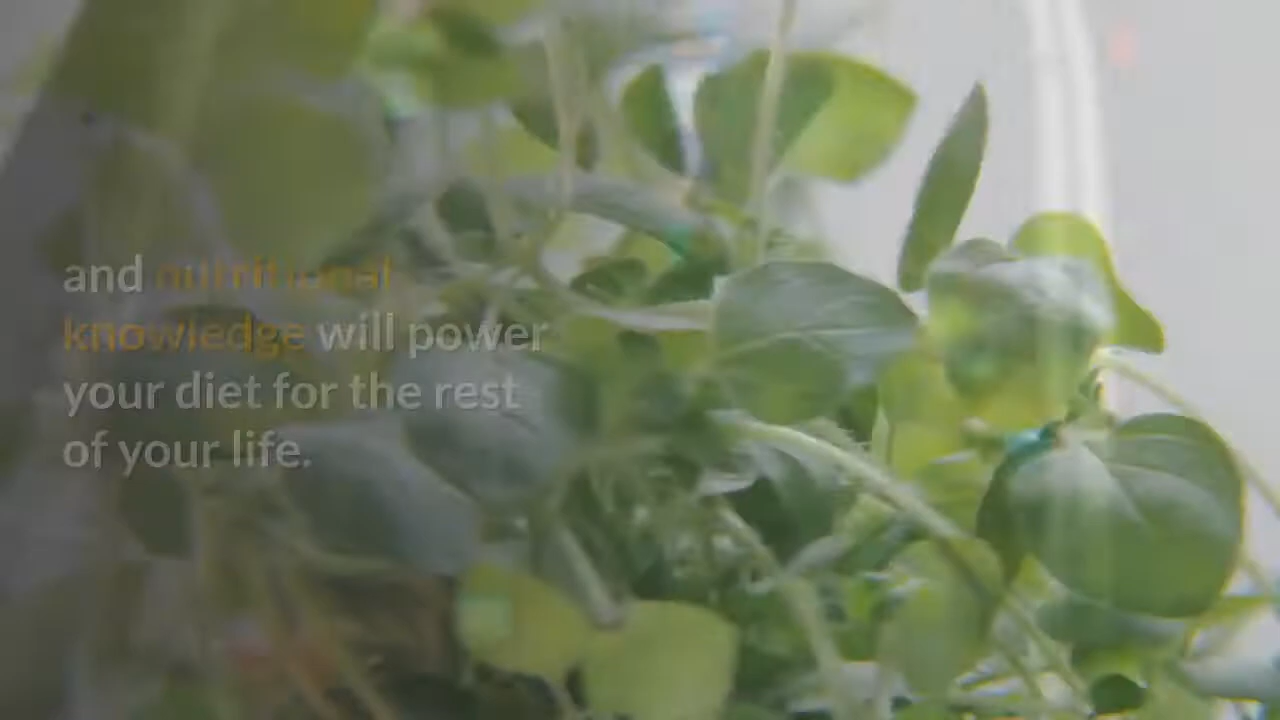 and nutritional
knowledge will power
your diet for the rest
of your life.